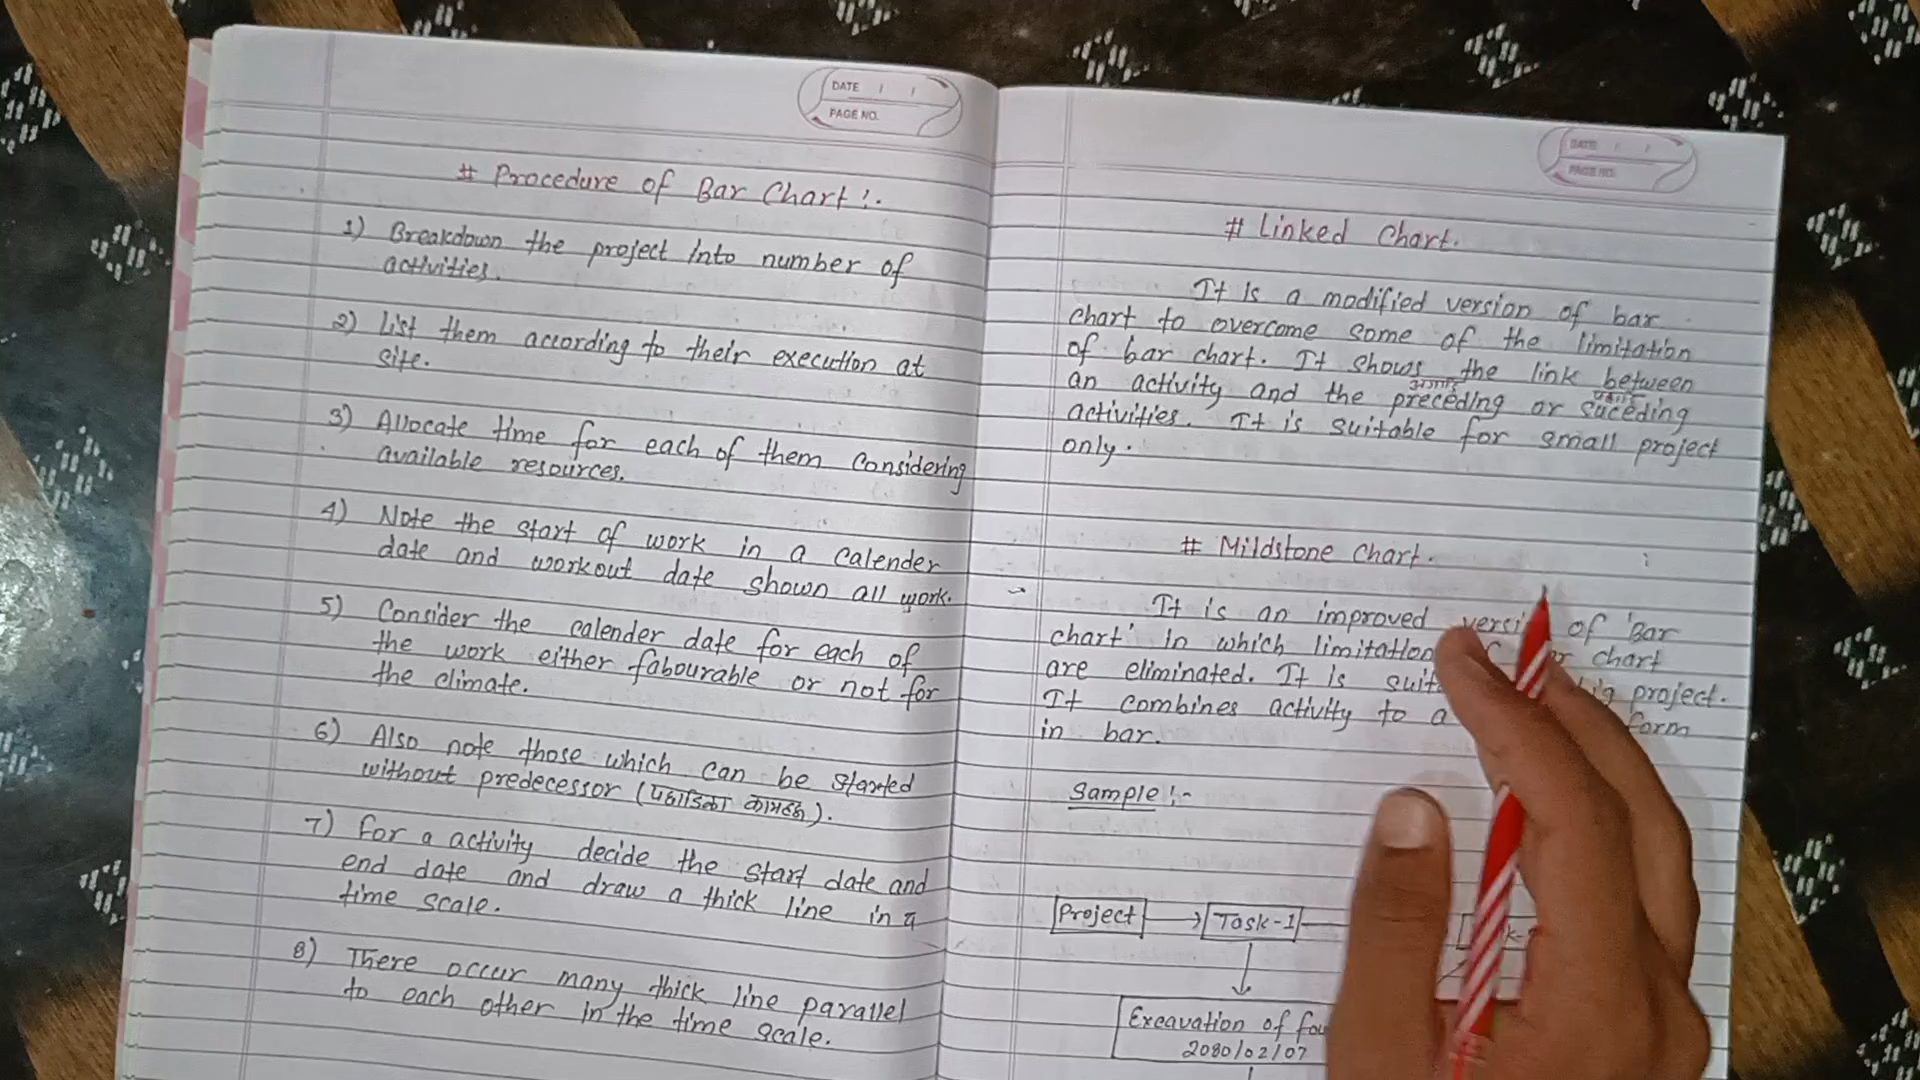 DATE / /
PAGE NO.
# Procedure of Bar Chart :-
1) Breakdown the project into number of
activities.
2) List them according to their execution at
site.
3) Allocate time for each of them considering
available resources.
4) Note the start of work in a calender
date and workout date shown all work.
5) Consider the calender date for each of
the work either fabourable or not for
the climate.
6) Also note those which can be started
without predecessor (
7) For a activity decide the start date and
end date and draw a thick line in a
time scale.
8) There occur many thick line parallel
to each other in the time scale.
DATE / /
PAGE NO.
# Linked Chart.
It is a modified version of bar
chart to overcome some of the limitation
of bar chart. It shows the link between
an activity and the preceding or suceding
activities. It is suitable for small project
only.
# Mildstone Chart.
It is an improved of 'Bar
chart' in which limitation chart
are eliminated. It is project.
It combines activity to a form
in bar.
Sample :-
Project Task-1
Excavation of
2080/02/07